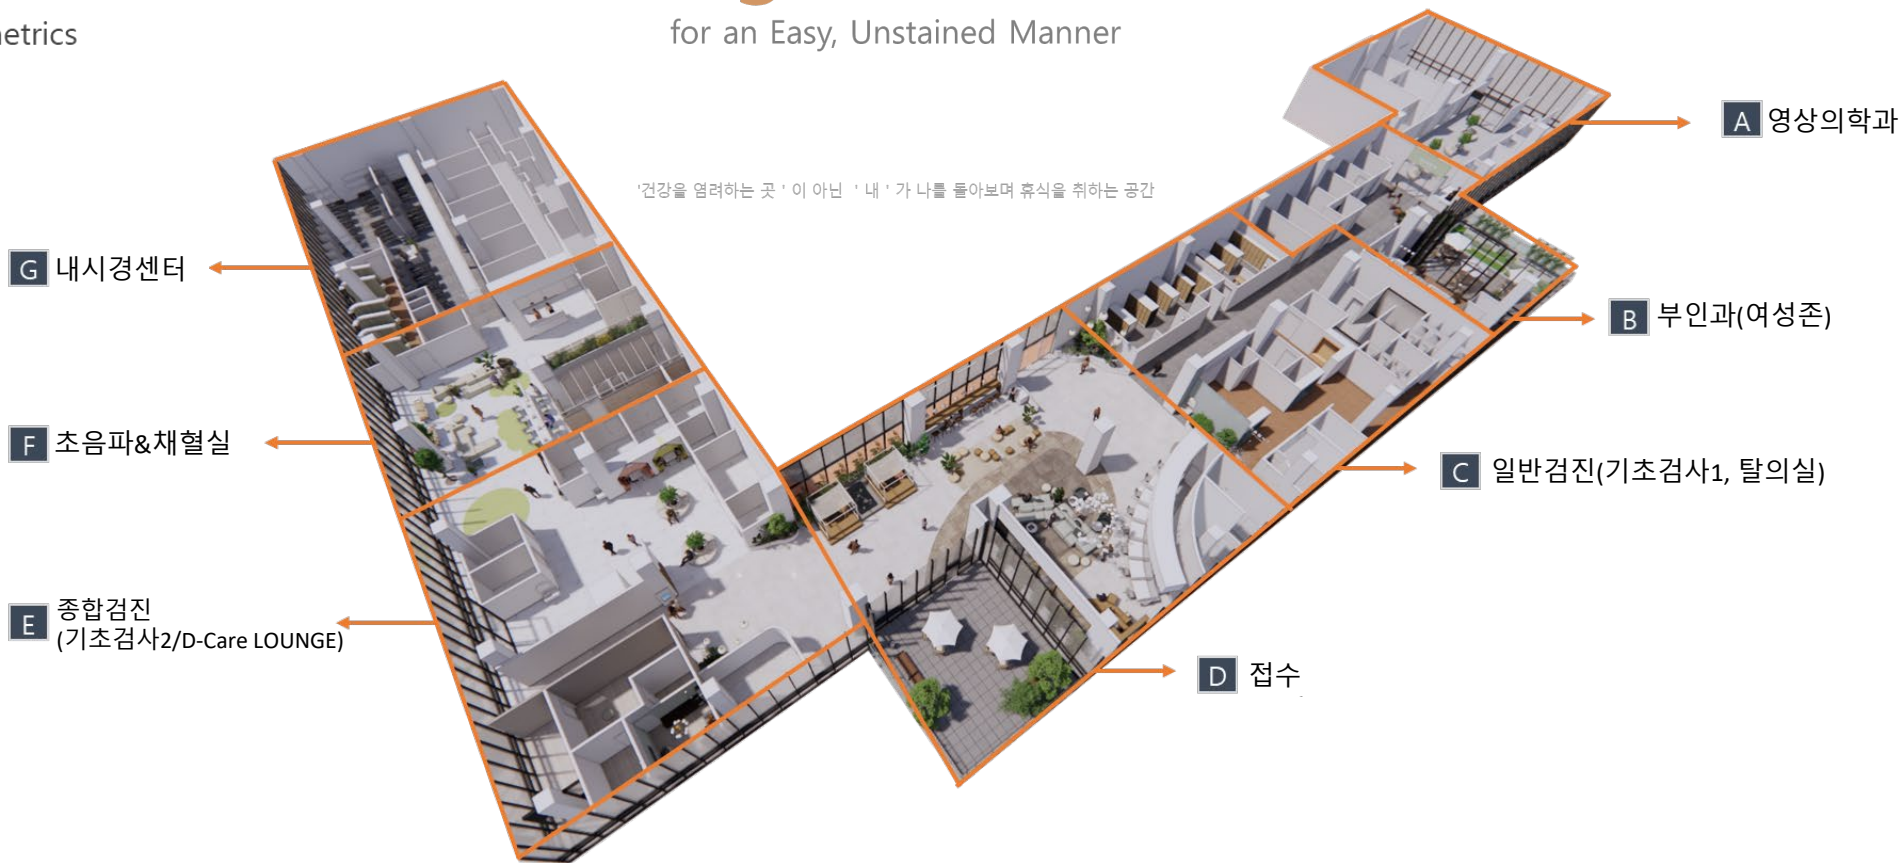 for an Easy, Unstained Manner
'건강을 염려하는 곳 ' 이 아닌 ' 내 ' 가 나를 돌아보며 휴식을 취하는 공간
A 영상의학과
B 부인과(여성존)
C 일반검진(기초검사1, 탈의실)
D 접수
E 종합검진
(기초검사2/D-Care LOUNGE)
F 초음파&채혈실
G 내시경센터